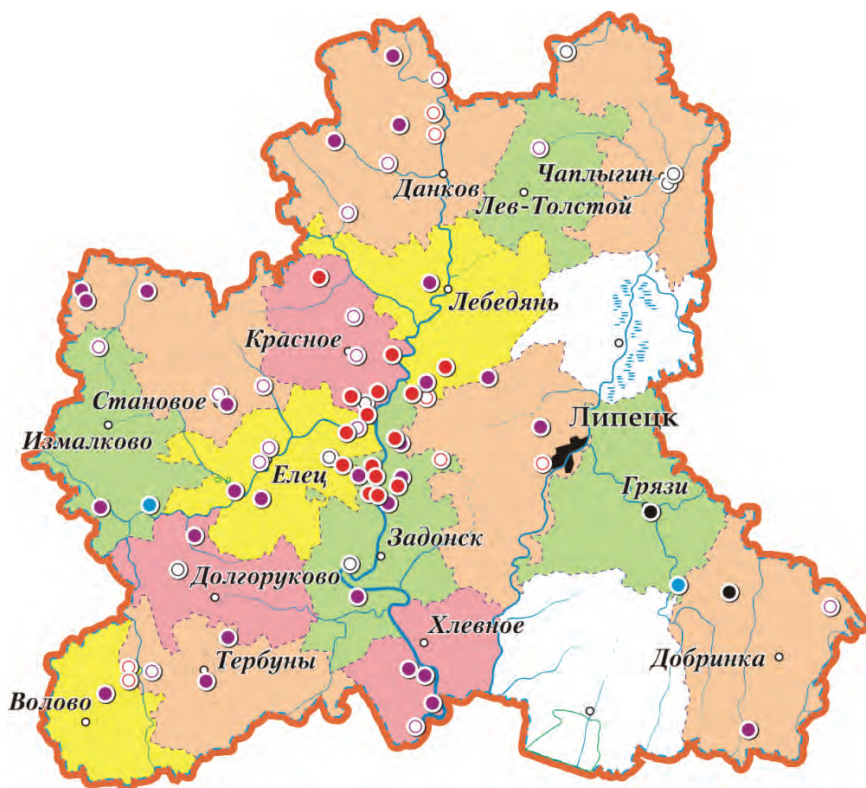 Данков
Чаплыгин
Лев-Толстой
Лебедянь
Красное
Становое
Липецк
Измалково
Елец
Грязи
Задонск
Долгоруково
Хлевное
Тербуны
Добринка
Волово